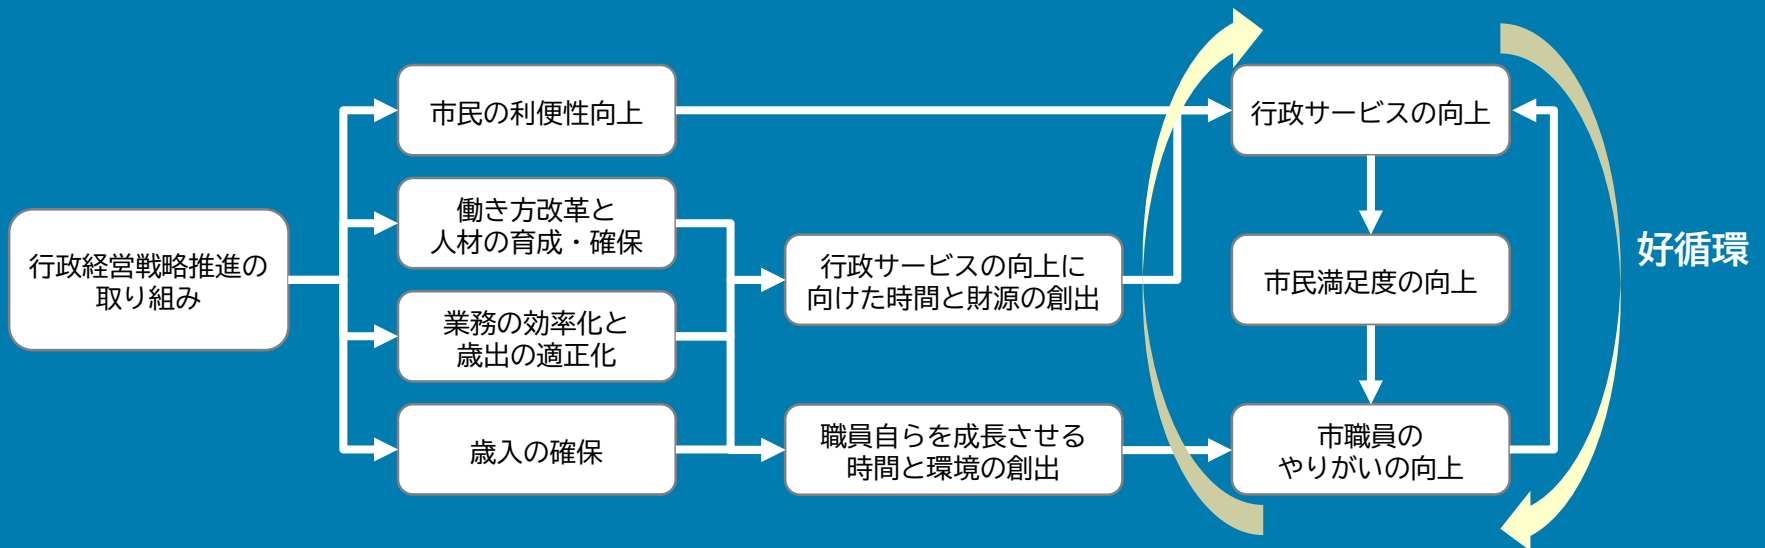 行政経営戦略推進の
取り組み
市民の利便性向上
働き方改革と
人材の育成・確保
業務の効率化と
歳出の適正化
歳入の確保
行政サービスの向上に
向けた時間と財源の創出
職員自らを成長させる
時間と環境の創出
行政サービスの向上
市民満足度の向上
市職員の
やりがいの向上
好循環